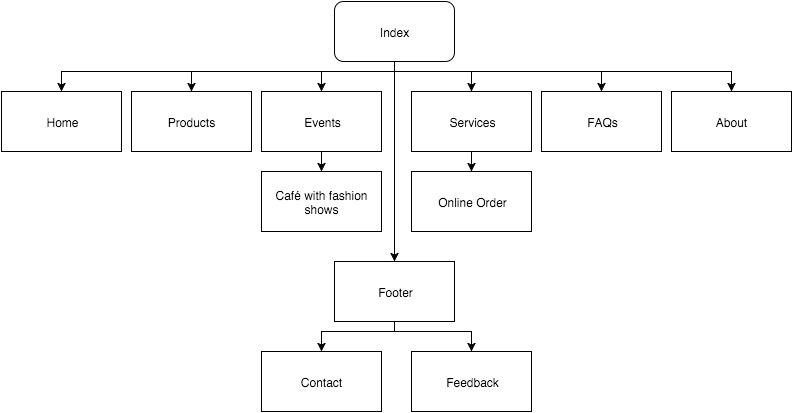 Index
Home
Products
Events
Services
FAQs
About
Café with fashion
shows
Online Order
Footer
Contact
Feedback